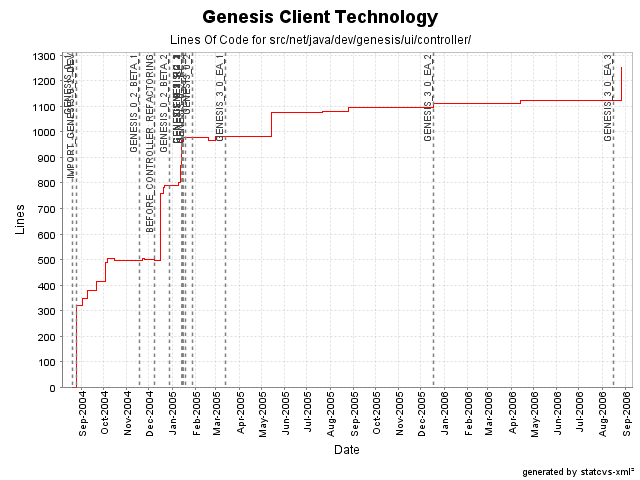 Genesis Client Technology
Lines Of Code for src/net/java/dev/genesis/ui/controller/
1300
1200
1100
1000
900
800
700
600
500
400
300
200
100
0
Lines
GENESIS_0_2_BETA_1
BEFORE_CONTROLLER_REFACTORING
GENESIS_0_2_BETA_2
GENESIS_3_0_EA_1
GENESIS_3_0_EA_2
GENESIS_3_0_EA_3
Sep-2004
Oct-2004
Nov-2004
Dec-2004
Jan-2005
Feb-2005
Mar-2005
Apr-2005
May-2005
Jun-2005
Jul-2005
Aug-2005
Sep-2005
Oct-2005
Nov-2005
Dec-2005
Jan-2006
Feb-2006
Mar-2006
Apr-2006
May-2006
Jun-2006
Jul-2006
Aug-2006
Sep-2006
Date
generated by statcvs-xml²